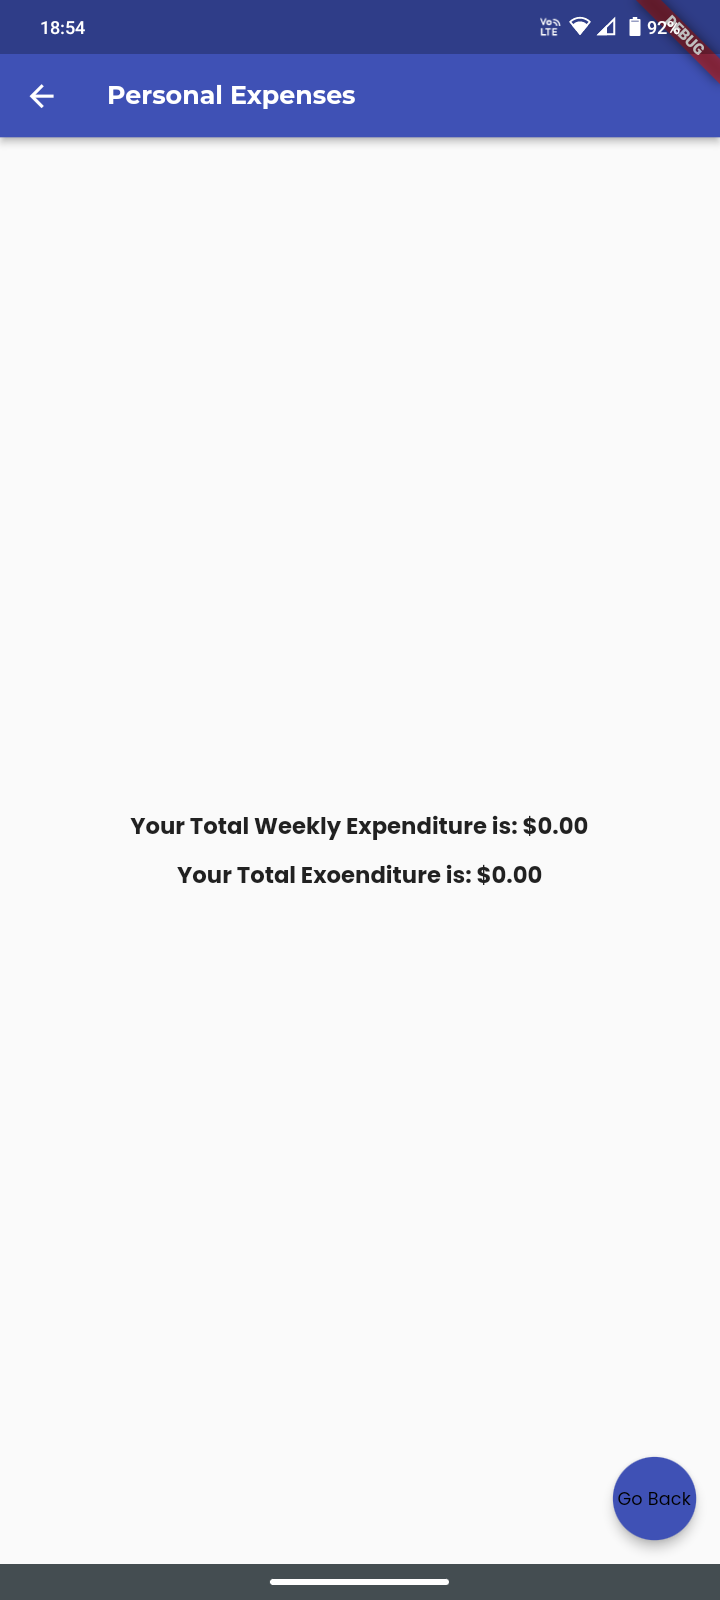 18:54
Vo LTE 92%
DEBUG
Personal Expenses
Your Total Weekly Expenditure is: $0.00
Your Total Exoenditure is: $0.00
Go Back